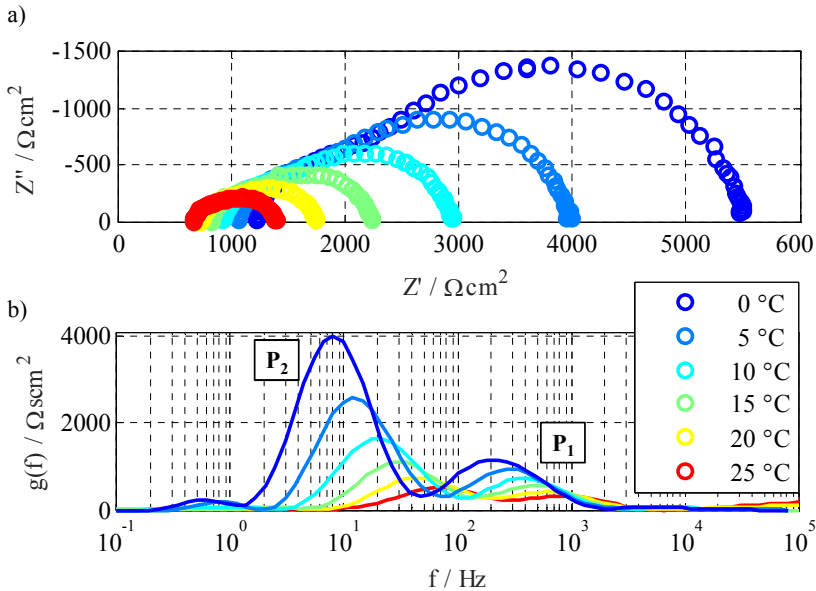 a)
-1500
-1000
-500
0
Z'' / Ωcm²
0 1000 2000 3000 4000 5000 600
Z' / Ωcm²
b)
4000
2000
0
g(f) / Ωscm²
P₂
P₁
0 °C
5 °C
10 °C
15 °C
20 °C
25 °C
10⁻¹ 10⁰ 10¹ 10² 10³ 10⁴ 10⁵
f / Hz